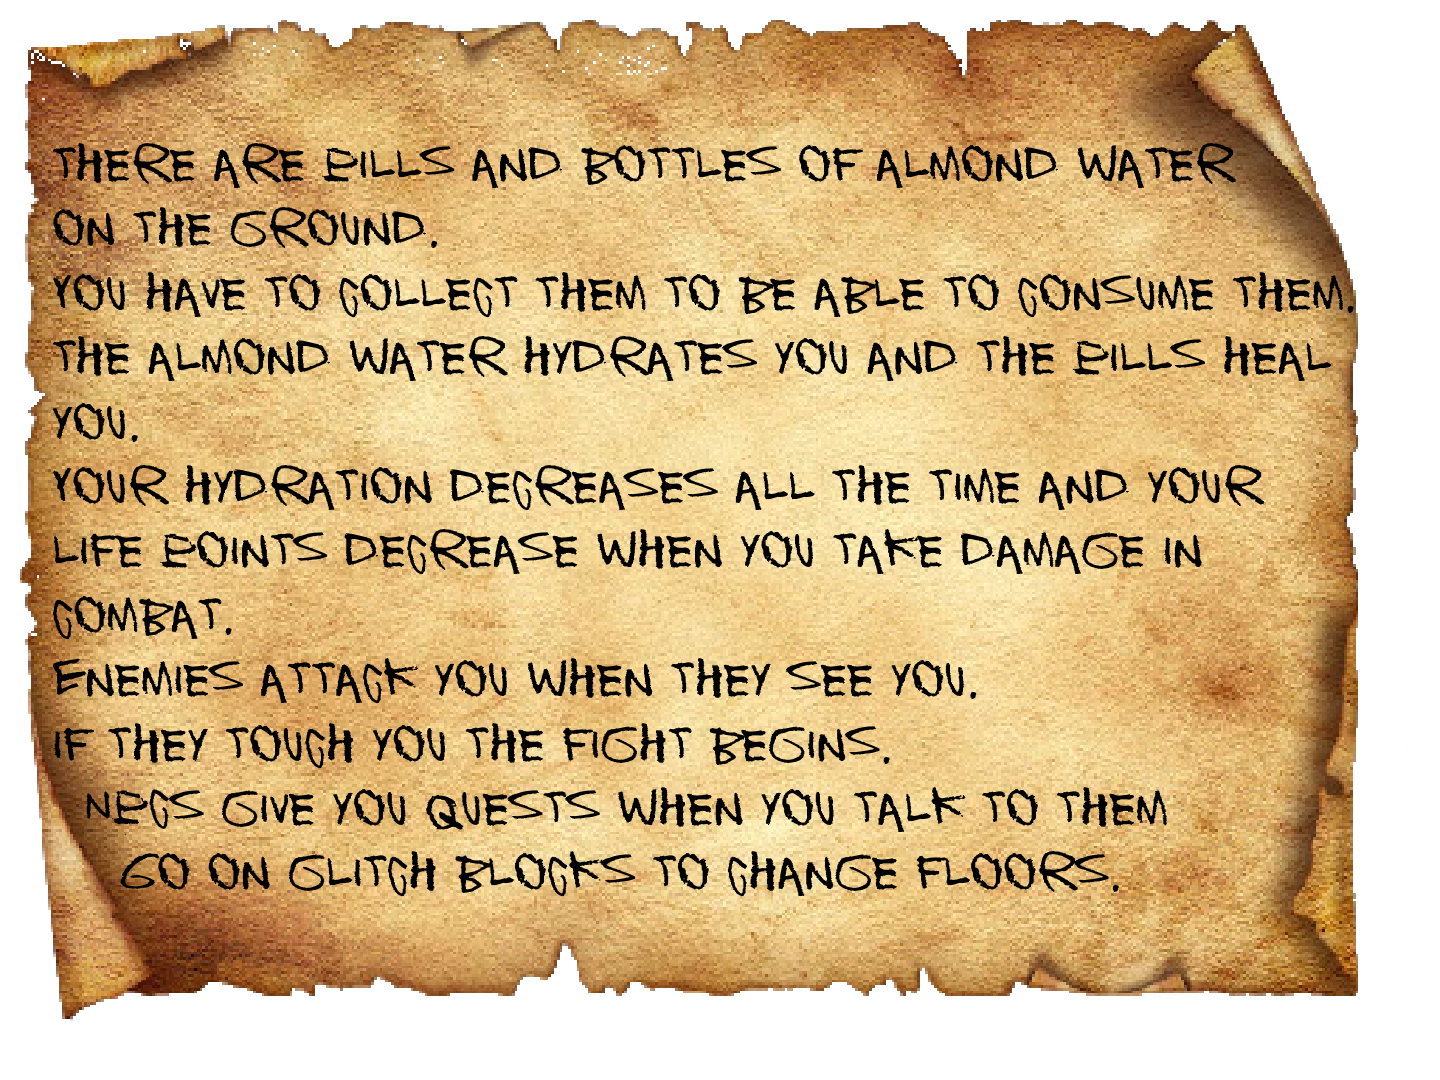 THERE ARE PILLS AND BOTTLES OF ALMOND WATER
ON THE GROUND.
YOU HAVE TO COLLECT THEM TO BE ABLE TO CONSUME THEM.
THE ALMOND WATER HYDRATES YOU AND THE PILLS HEAL
YOU.
YOUR HYDRATION DECREASES ALL THE TIME AND YOUR
LIFE POINTS DECREASE WHEN YOU TAKE DAMAGE IN
COMBAT.
ENEMIES ATTACK YOU WHEN THEY SEE YOU.
IF THEY TOUCH YOU THE FIGHT BEGINS.
NPCS GIVE YOU QUESTS WHEN YOU TALK TO THEM
GO ON GLITCH BLOCKS TO CHANGE FLOORS.